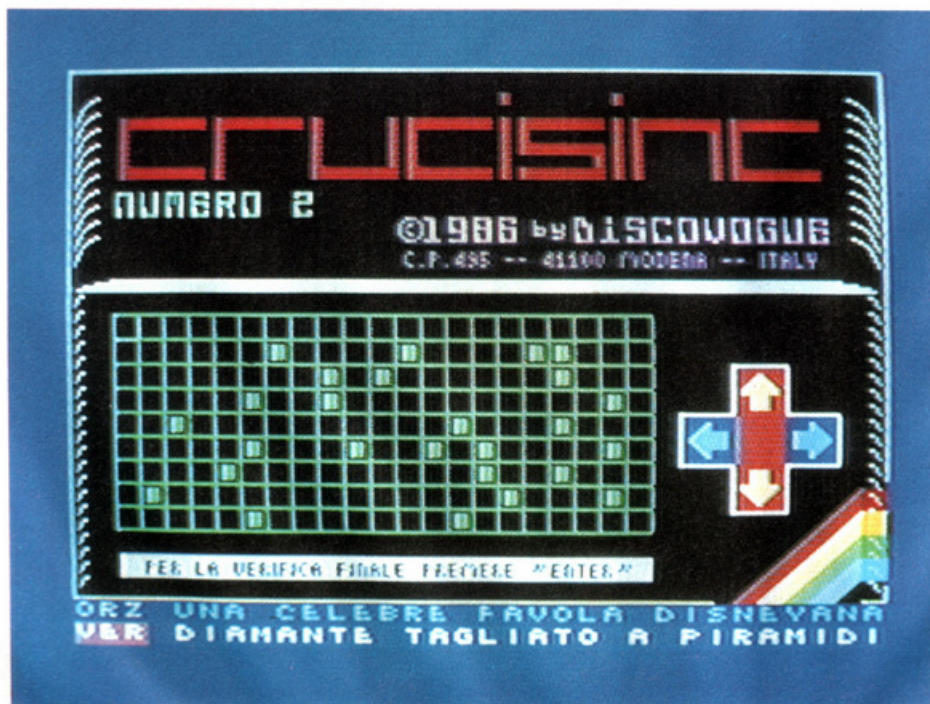 crucisinc
NUMERO 2
©1986 by DiSCOVOGUE
C.P.495 -- 41100 MODENA -- ITALY
PER LA VERIFICA FINALE PREMERE "ENTER"
ORZ UNA CELEBRE FAVOLA DISNEYANA
VER DIAMANTE TAGLIATO A PIRAMIDI